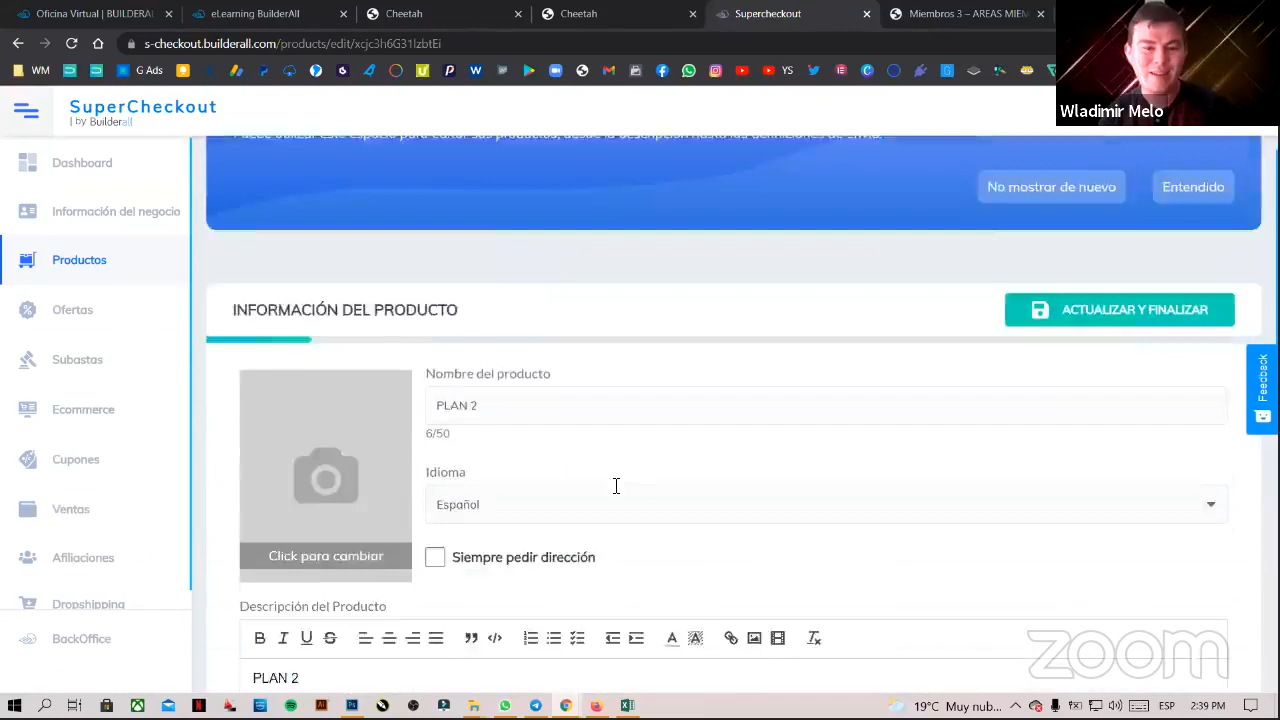 Oficina Virtual | BUILDERAL
eLearning BuilderAll
Cheetah
Cheetah
Supercheckout
Miembros 3 – AREAS MIEM
s-checkout.builderall.com/products/edit/xcjc3h6G31IzbtEi
WM
G Ads
YS
Wladimir Melo
SuperCheckout
| by Builderall
Dashboard
Información del negocio
Productos
Ofertas
Subastas
Ecommerce
Cupones
Ventas
Afiliaciones
Dropshipping
BackOffice
No mostrar de nuevo
Entendido
INFORMACIÓN DEL PRODUCTO
ACTUALIZAR Y FINALIZAR
Feedback
Nombre del producto
PLAN 2
6/50
Idioma
Español
Click para cambiar
Siempre pedir dirección
Descripción del Producto
PLAN 2
zoom
19°C Muy nub...
ESP
2:39 PM